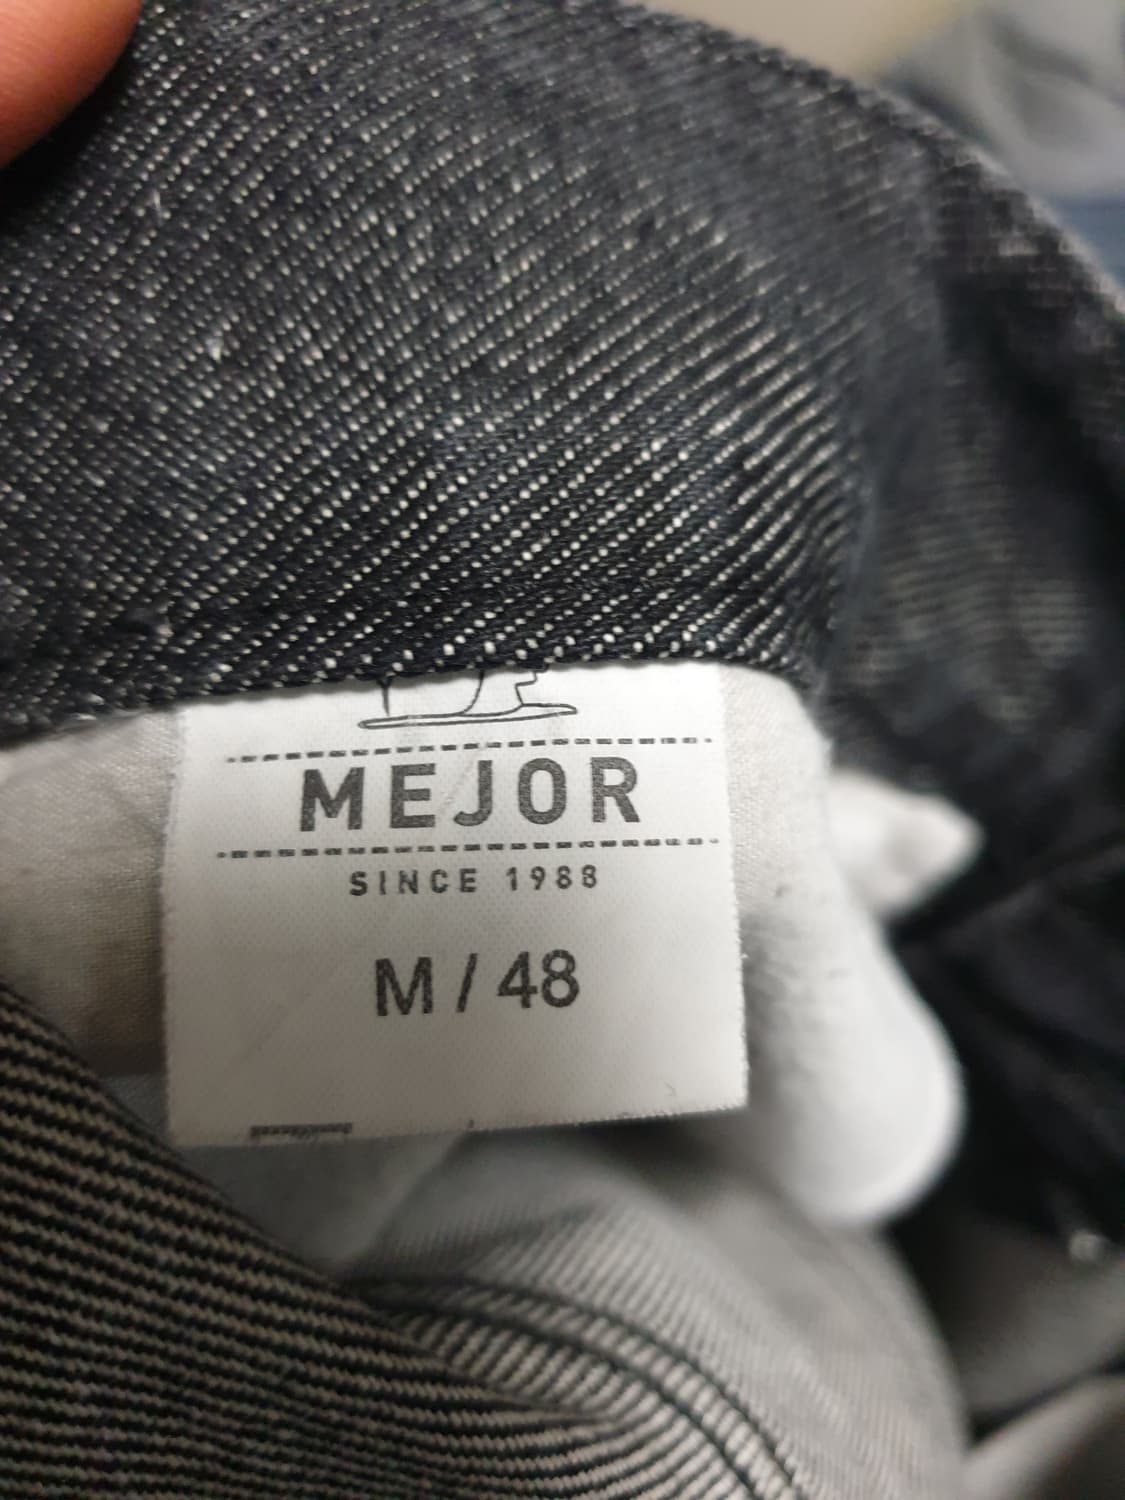 MEJOR
SINCE 1988
M / 48